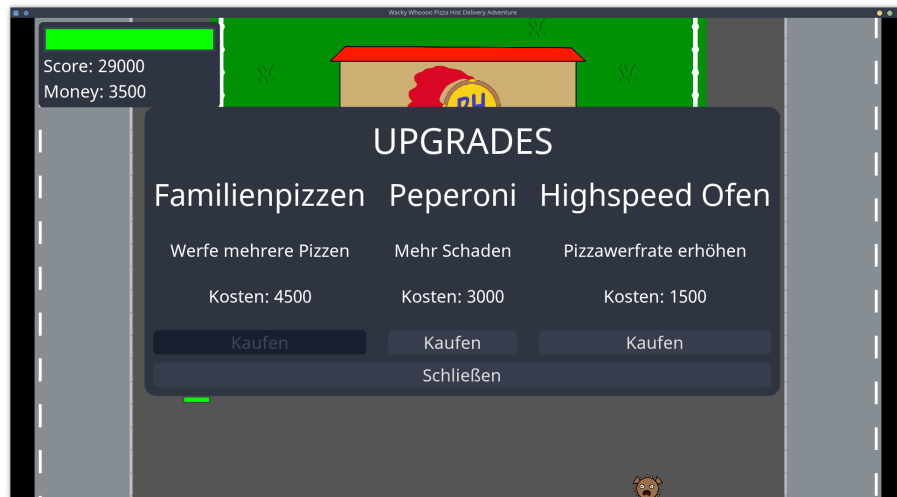 Wacky Whoooo Pizza Hist Delivery Adventure
Score: 29000
Money: 3500
PH
UPGRADES
Familienpizzen Peperoni Highspeed Ofen
Werfe mehrere Pizzen Mehr Schaden Pizzawerfrate erhöhen
Kosten: 4500 Kosten: 3000 Kosten: 1500
Kaufen Kaufen Kaufen
Schließen